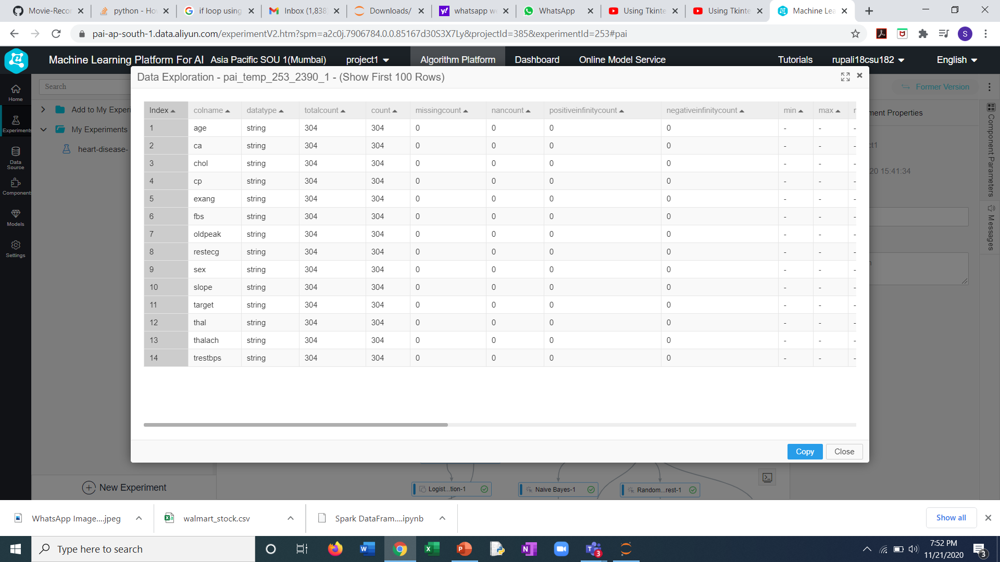 Movie-Recor
python - Ho
if loop using
Inbox (1,838
Downloads/
whatsapp we
WhatsApp
Using Tkinte
Using Tkinte
Machine Lea
pai-ap-south-1.data.aliyun.com/experimentV2.htm?spm=a2c0j.7906784.0.0.85167d30S3X7Ly&projectId=385&experimentId=253#pai
S
Machine Learning Platform For AI Asia Pacific SOU 1(Mumbai) project1 Algorithm Platform Dashboard Online Model Service Tutorials rupali18csu182 English
Data Exploration - pai_temp_253_2390_1 - (Show First 100 Rows)
Search
Former Version
Home
Add to My Experi
Experiments
My Experiments
heart-disease-
Data
Source
Components
Models
Settings
ment Properties
ct1
20 15:41:34
Component Parameters
Messages
Index colname datatype totalcount count missingcount nancount positiveinfinitycount negativeinfinitycount min max
1 age string 304 304 0 0 0 0 - - -
2 ca string 304 304 0 0 0 0 - - -
3 chol string 304 304 0 0 0 0 - - -
4 cp string 304 304 0 0 0 0 - - -
5 exang string 304 304 0 0 0 0 - - -
6 fbs string 304 304 0 0 0 0 - - -
7 oldpeak string 304 304 0 0 0 0 - - -
8 restecg string 304 304 0 0 0 0 - - -
9 sex string 304 304 0 0 0 0 - - -
10 slope string 304 304 0 0 0 0 - - -
11 target string 304 304 0 0 0 0 - - -
12 thal string 304 304 0 0 0 0 - - -
13 thalach string 304 304 0 0 0 0 - - -
14 trestbps string 304 304 0 0 0 0 - - -
Copy Close
New Experiment
Logist...tion-1
Naive Bayes-1
Random...rest-1
WhatsApp Image....jpeg
walmart_stock.csv
Spark DataFram....ipynb
Show all
Type here to search
3
7:52 PM
11/21/2020
3